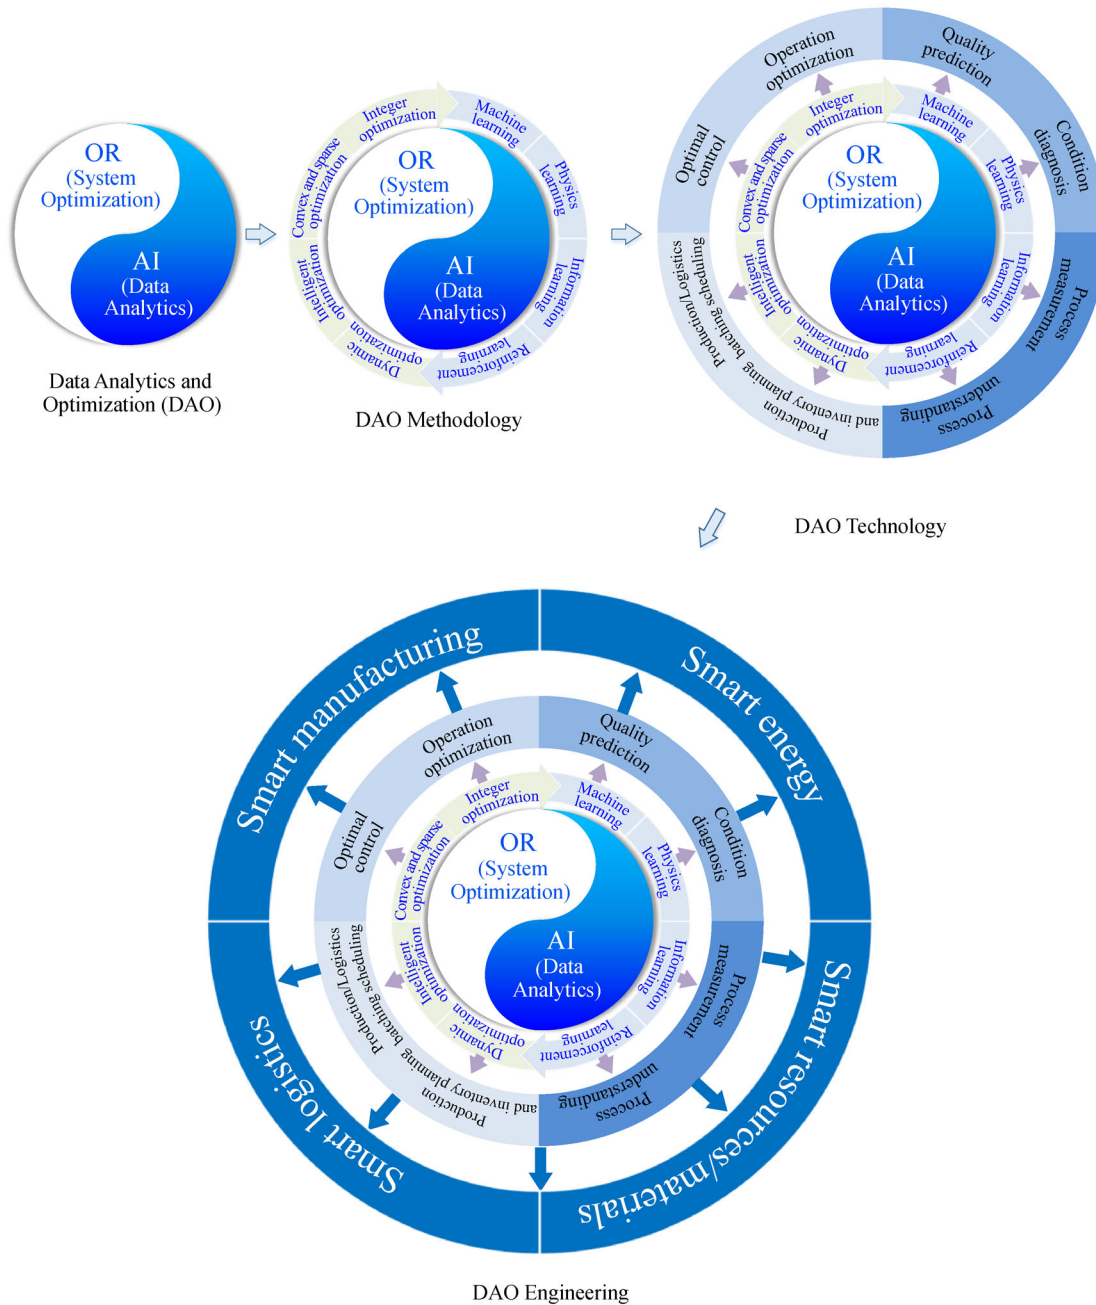 OR
(System
Optimization)
AI
(Data
Analytics)
Data Analytics and
Optimization (DAO)
Integer
optimization
Machine
learning
Physics
learning
Information
learning
Reinforcement
learning
Dynamic
optimization
Intelligent
optimization
Convex and sparse
optimization
OR
(System
Optimization)
AI
(Data
Analytics)
DAO Methodology
Operation
optimization
Quality
prediction
Condition
diagnosis
Process
measurement
Process
understanding
Production
and inventory planning
Production/Logistics
batching scheduling
Optimal
control
Integer
optimization
Machine
learning
Physics
learning
Information
learning
Reinforcement
learning
Dynamic
optimization
Intelligent
optimization
Convex and sparse
optimization
OR
(System
Optimization)
AI
(Data
Analytics)
DAO Technology
Smart manufacturing
Smart energy
Smart resources/materials
Smart logistics
Operation
optimization
Quality
prediction
Condition
diagnosis
Process
measurement
Process
understanding
Production
and inventory planning
Production/Logistics
batching scheduling
Optimal
control
Integer
optimization
Machine
learning
Physics
learning
Information
learning
Reinforcement
learning
Dynamic
optimization
Intelligent
optimization
Convex and sparse
optimization
OR
(System
Optimization)
AI
(Data
Analytics)
DAO Engineering